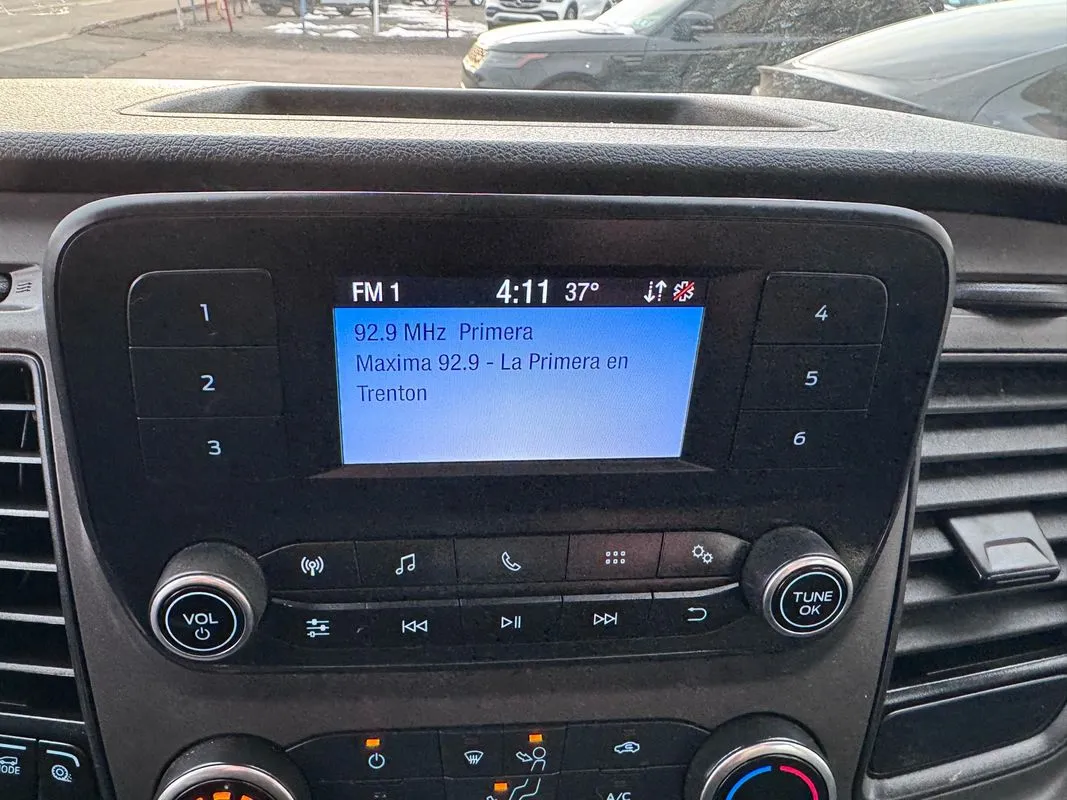 FM 1 4:11 37°
92.9 MHz Primera
Maxima 92.9 - La Primera en
Trenton
1
2
3
4
5
6
VOL
TUNE
OK
MODE
A/C